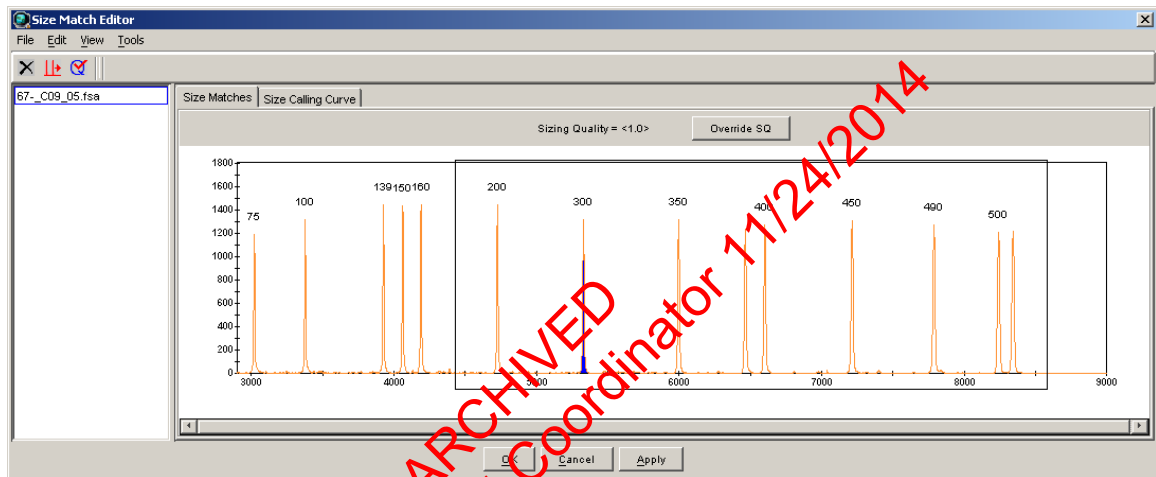 Size Match Editor
File Edit View Tools
67-_C09_05.fsa
Size Matches Size Calling Curve
Sizing Quality = <1.0> Override SQ
1800
1600
1400
1200
1000
800
600
400
200
0
75 100 139 150 160 200 300 350 400 450 490 500
3000 4000 5000 6000 7000 8000 9000
OK Cancel Apply
ARCHIVED
Coordinator 11/24/2014